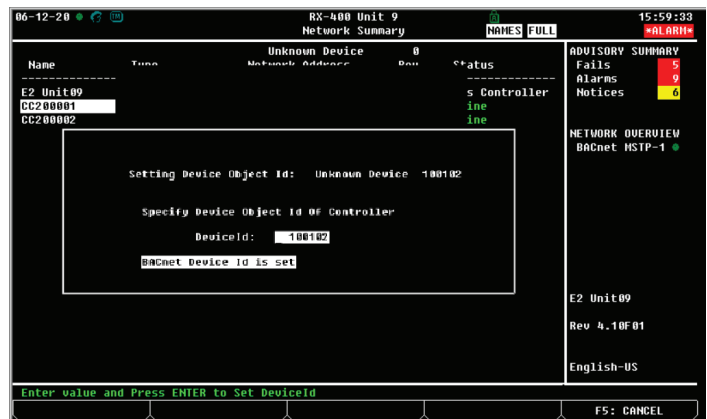 06-12-20 RX-400 Unit 9 15:59:33
Network Summary NAMES FULL *ALARM*
Unknown Device 0
Name Status
E2 Unit09 s Controller
CC200001 ine
CC200002 ine
Setting Device Object Id: Unknown Device 100102
Specify Device Object Id Of Controller
DeviceId: 100102
BACnet Device Id is set
ADVISORY SUMMARY
Fails 5
Alarms 9
Notices 6
NETWORK OVERVIEW
BACnet MSTP-1
E2 Unit09
Rev 4.10F01
English-US
Enter value and Press ENTER to Set DeviceId
F5: CANCEL